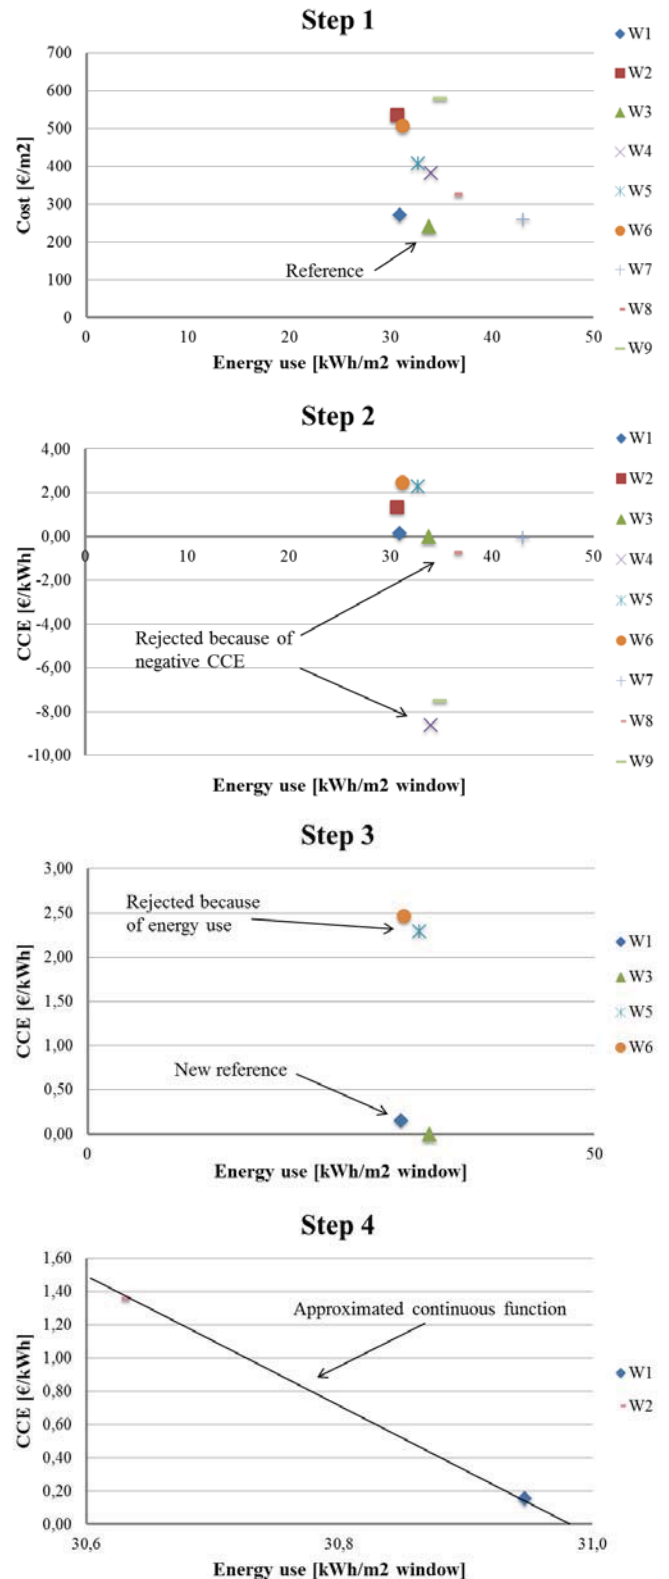 Step 1
700
600
500
400
300
200
100
0
Cost [€/m2]
0 10 20 30 40 50
Energy use [kWh/m2 window]
Reference
W1
W2
W3
W4
W5
W6
W7
W8
W9
Step 2
4,00
2,00
0,00
-2,00
-4,00
-6,00
-8,00
-10,00
CCE [€/kWh]
0 10 20 30 40 50
Rejected because of
negative CCE
Energy use [kWh/m2 window]
W1
W2
W3
W4
W5
W6
W7
W8
W9
Step 3
3,00
2,50
2,00
1,50
1,00
0,50
0,00
CCE [€/kWh]
Rejected because
of energy use
New reference
0 50
Energy use [kWh/m2 window]
W1
W3
W5
W6
Step 4
1,60
1,40
1,20
1,00
0,80
0,60
0,40
0,20
0,00
CCE [€/kWh]
Approximated continuous function
30,6 30,8 31,0
Energy use [kWh/m2 window]
W1
W2